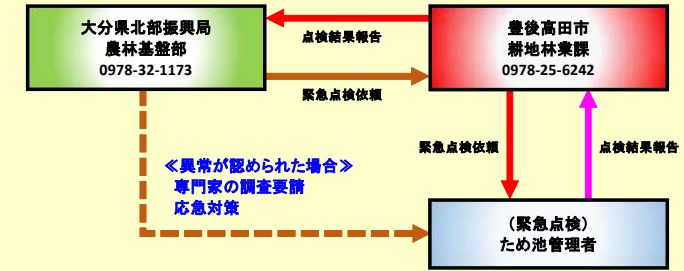 大分県北部振興局
農林基盤部
0978-32-1173
点検結果報告
緊急点検依頼
豊後高田市
耕地林業課
0978-25-6242
緊急点検依頼
点検結果報告
≪異常が認められた場合≫
専門家の調査要請
応急対策
（緊急点検）
ため池管理者